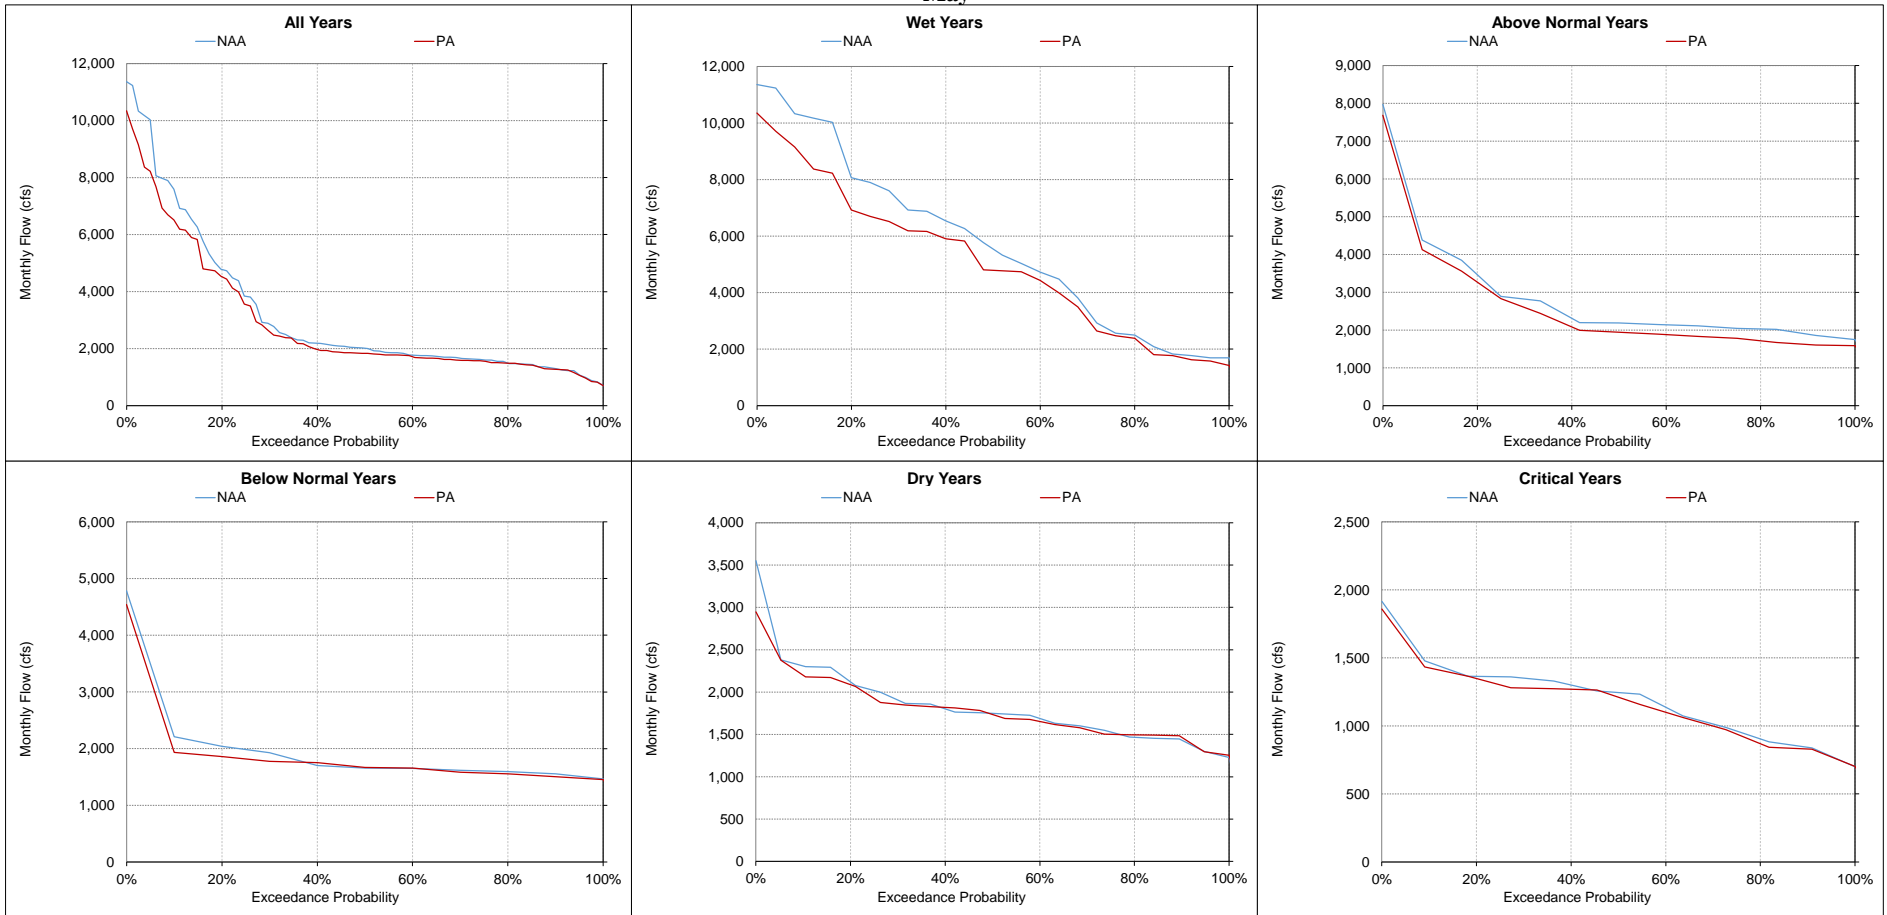 All Years
NAA PA
12,000
10,000
8,000
6,000
4,000
2,000
0
0% 20% 40% 60% 80% 100%
Monthly Flow (cfs)
Exceedance Probability
Wet Years
NAA PA
12,000
10,000
8,000
6,000
4,000
2,000
0
0% 20% 40% 60% 80% 100%
Monthly Flow (cfs)
Exceedance Probability
Above Normal Years
NAA PA
9,000
8,000
7,000
6,000
5,000
4,000
3,000
2,000
1,000
0
0% 20% 40% 60% 80% 100%
Monthly Flow (cfs)
Exceedance Probability
Below Normal Years
NAA PA
6,000
5,000
4,000
3,000
2,000
1,000
0
0% 20% 40% 60% 80% 100%
Monthly Flow (cfs)
Exceedance Probability
Dry Years
NAA PA
4,000
3,500
3,000
2,500
2,000
1,500
1,000
500
0
0% 20% 40% 60% 80% 100%
Monthly Flow (cfs)
Exceedance Probability
Critical Years
NAA PA
2,500
2,000
1,500
1,000
500
0
0% 20% 40% 60% 80% 100%
Monthly Flow (cfs)
Exceedance Probability